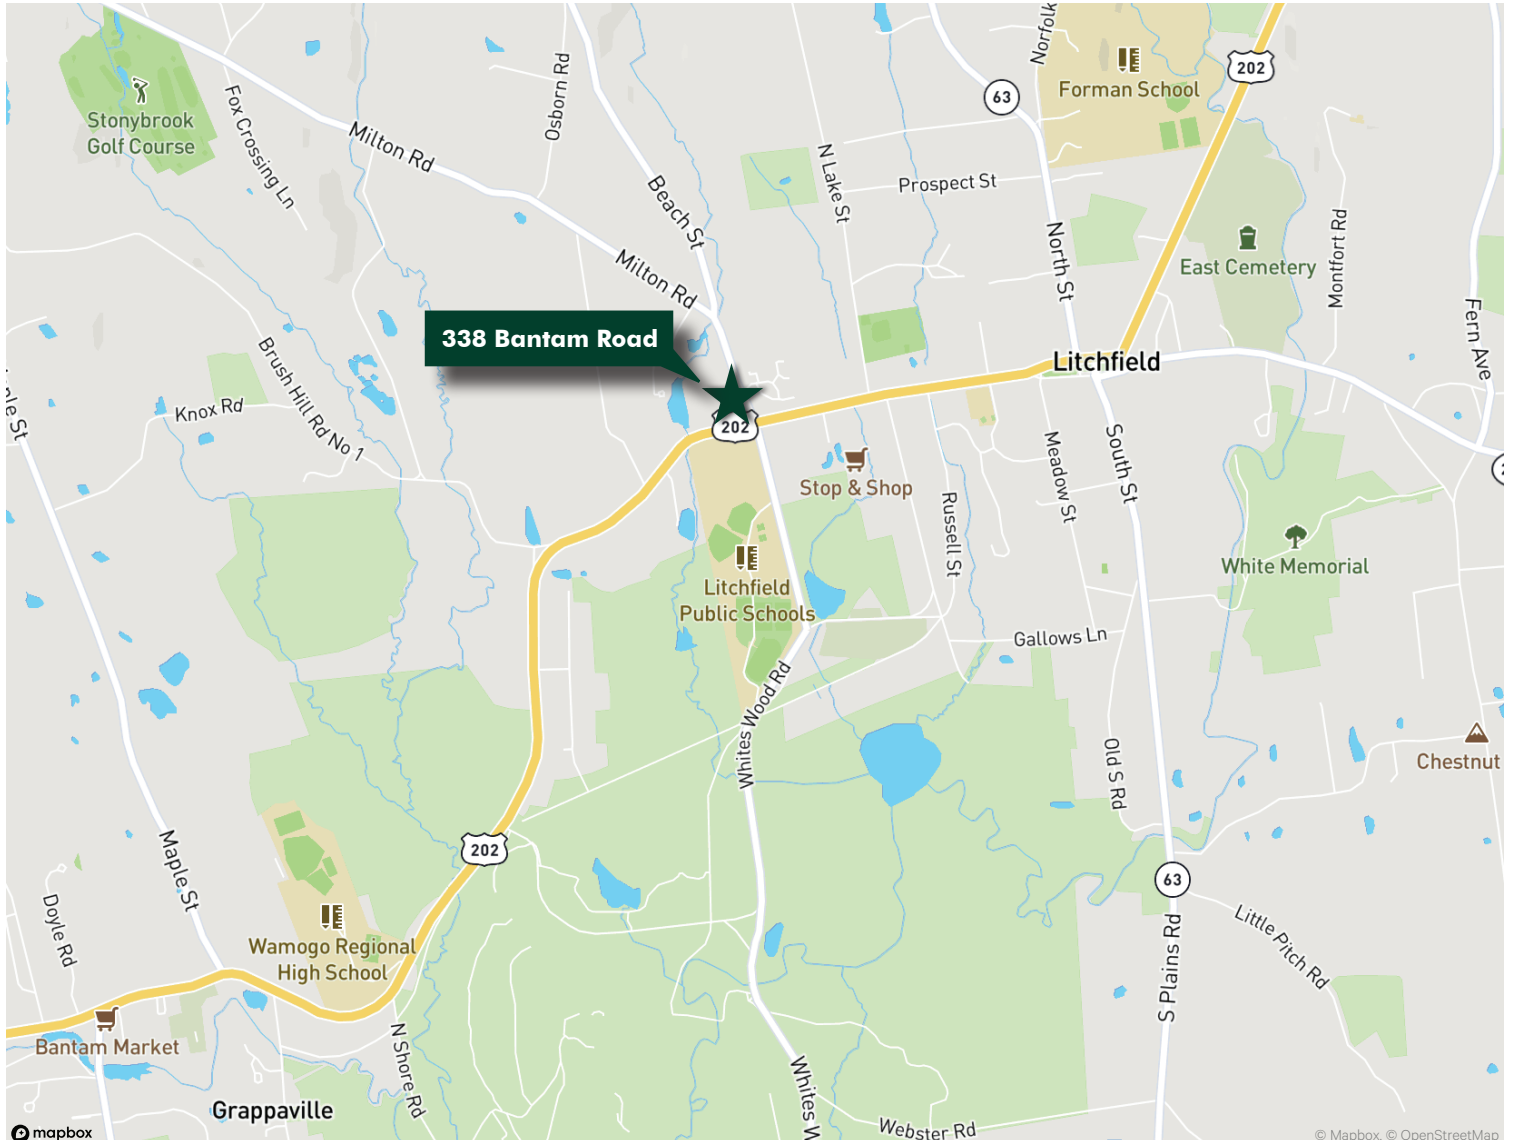 Norfolk
202
Forman School
63
Stonybrook
Golf Course
Fox Crossing Ln
Osborn Rd
Milton Rd
Beach St
N Lake St
Prospect St
North St
East Cemetery
Montfort Rd
Fern Ave
Milton Rd
338 Bantam Road
Litchfield
Brush Hill Rd No 1
Knox Rd
202
Stop & Shop
Meadow St
South St
Russell St
White Memorial
Litchfield
Public Schools
Gallows Ln
Whites Wood Rd
Old S Rd
Chestnut
Maple St
202
63
Doyle Rd
Wamogo Regional
High School
Little Pitch Rd
S Plains Rd
Bantam Market
N Shore Rd
Grappaville
Whites W
Webster Rd
mapbox
© Mapbox, © OpenStreetMap